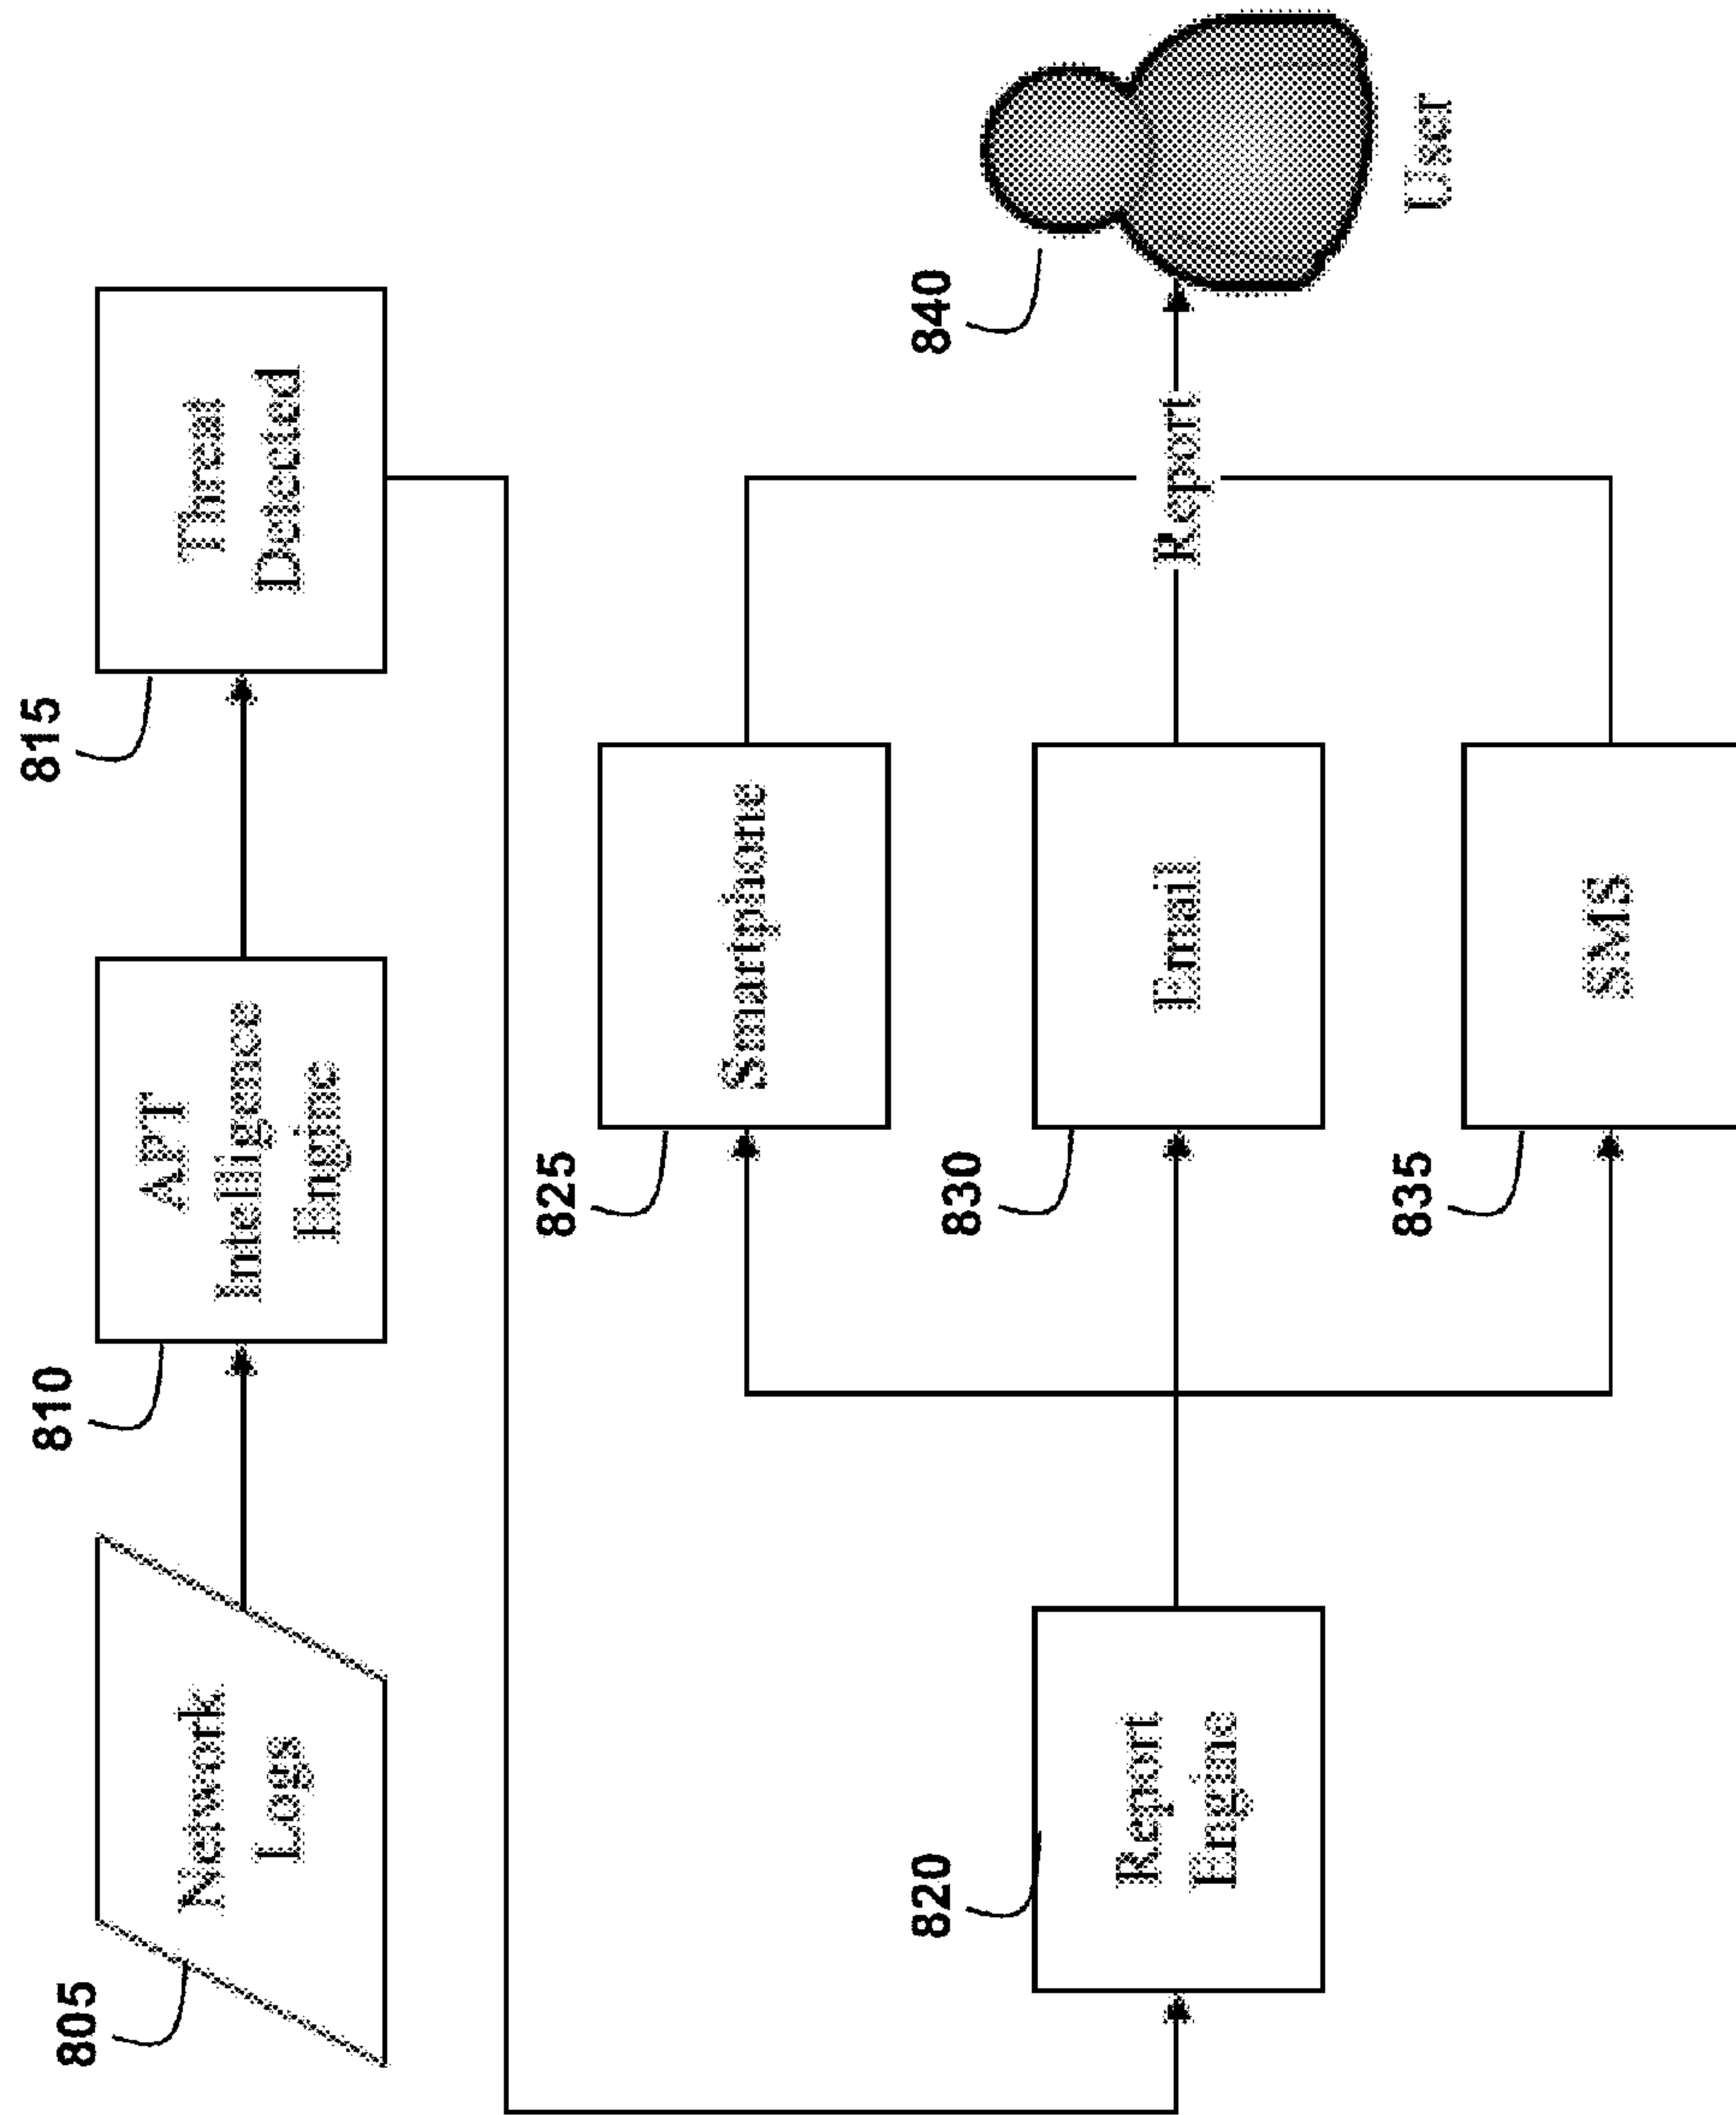 805
Network
Logs
810
APT
Intelligence
Engine
815
Threat
Detected
820
Report
Engine
825
Smartphone
830
Email
835
SMS
Report
840
User